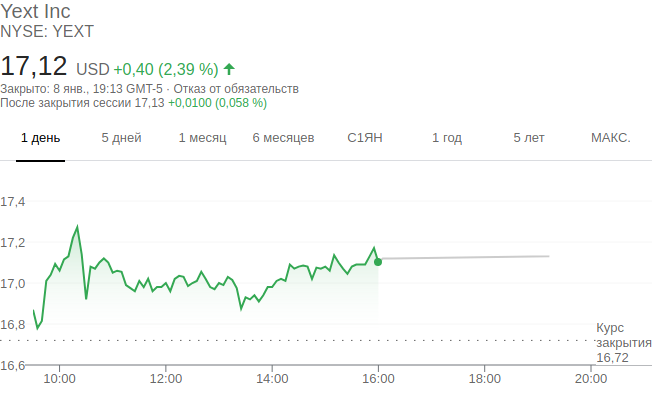 Yext Inc
NYSE: YEXT
17,12 USD +0,40 (2,39 %)
Закрыто: 8 янв., 19:13 GMT-5 · Отказ от обязательств
После закрытия сессии 17,13 +0,0100 (0,058 %)
1 день 5 дней 1 месяц 6 месяцев С1ЯН 1 год 5 лет МАКС.
17,4
17,2
17,0
16,8
Курс
закрытия
16,72
16,6
10:00 12:00 14:00 16:00 18:00 20:00